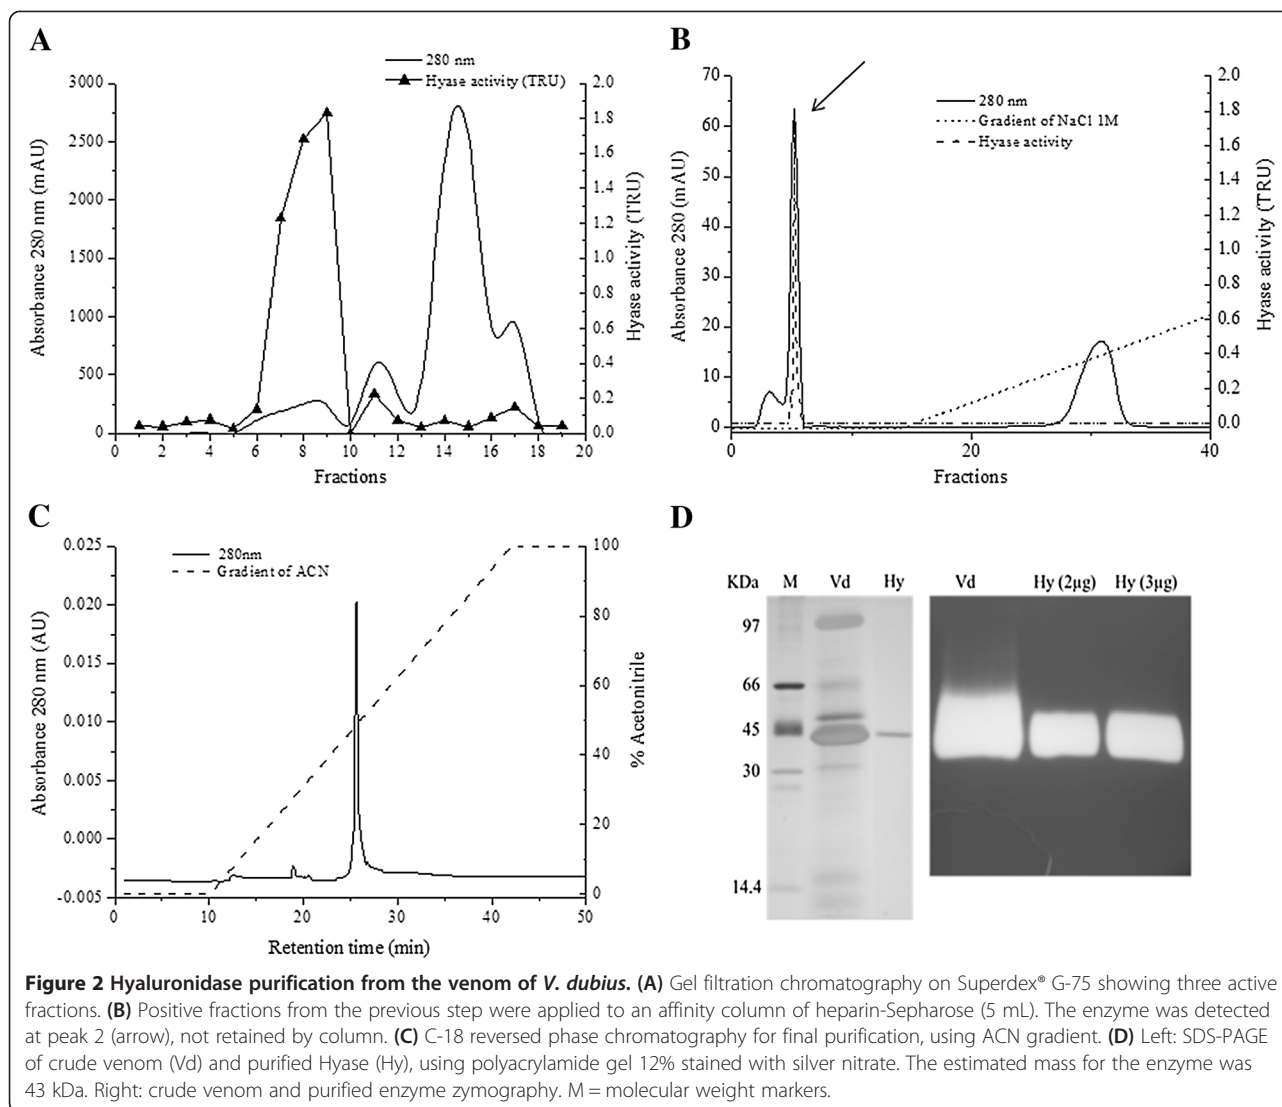 A
B
280 nm
Hyase activity (TRU)
3000
2500
2000
1500
1000
500
0
Absorbance 280 nm (mAU)
2.0
1.8
1.6
1.4
1.2
1.0
0.8
0.6
0.4
0.2
0.0
Hyase activity (TRU)
0 2 4 6 8 10 12 14 16 18 20
Fractions
280 nm
Gradient of NaCl 1M
Hyase activity
70
60
50
40
30
20
10
0
Absorbance 280 (mAU)
2.0
1.8
1.6
1.4
1.2
1.0
0.8
0.6
0.4
0.2
0.0
Hyase activity (TRU)
0 20 40
Fractions
C
D
280nm
Gradient of ACN
0.025
0.020
0.015
0.010
0.005
0.000
-0.005
Absorbance 280 nm (AU)
100
80
60
40
20
0
% Acetonitrile
0 10 20 30 40 50
Retention time (min)
KDa M Vd Hy
97
66
45
30
14.4
Vd Hy (2μg) Hy (3μg)
Figure 2 Hyaluronidase purification from the venom of V. dubius. (A) Gel filtration chromatography on Superdex® G-75 showing three active
fractions. (B) Positive fractions from the previous step were applied to an affinity column of heparin-Sepharose (5 mL). The enzyme was detected
at peak 2 (arrow), not retained by column. (C) C-18 reversed phase chromatography for final purification, using ACN gradient. (D) Left: SDS-PAGE
of crude venom (Vd) and purified Hyase (Hy), using polyacrylamide gel 12% stained with silver nitrate. The estimated mass for the enzyme was
43 kDa. Right: crude venom and purified enzyme zymography. M = molecular weight markers.